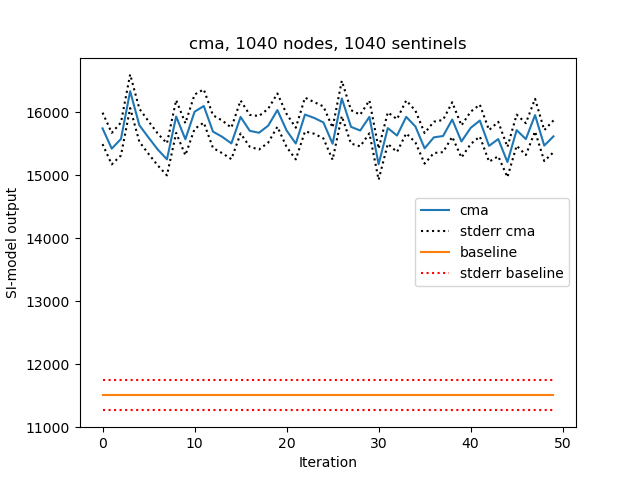 cma, 1040 nodes, 1040 sentinels
SI-model output
16000
15000
14000
13000
12000
11000
cma
stderr cma
baseline
stderr baseline
0
10
20
30
40
50
Iteration